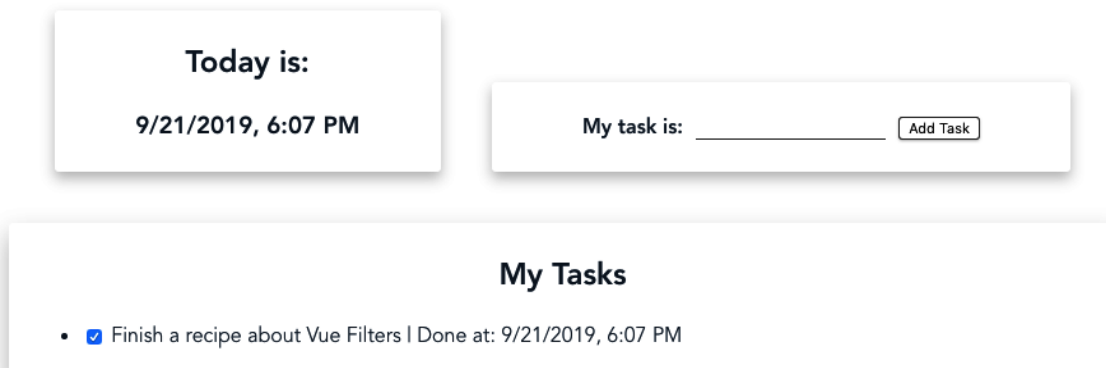 Today is:
9/21/2019, 6:07 PM
My task is:
Add Task
My Tasks
Finish a recipe about Vue Filters | Done at: 9/21/2019, 6:07 PM